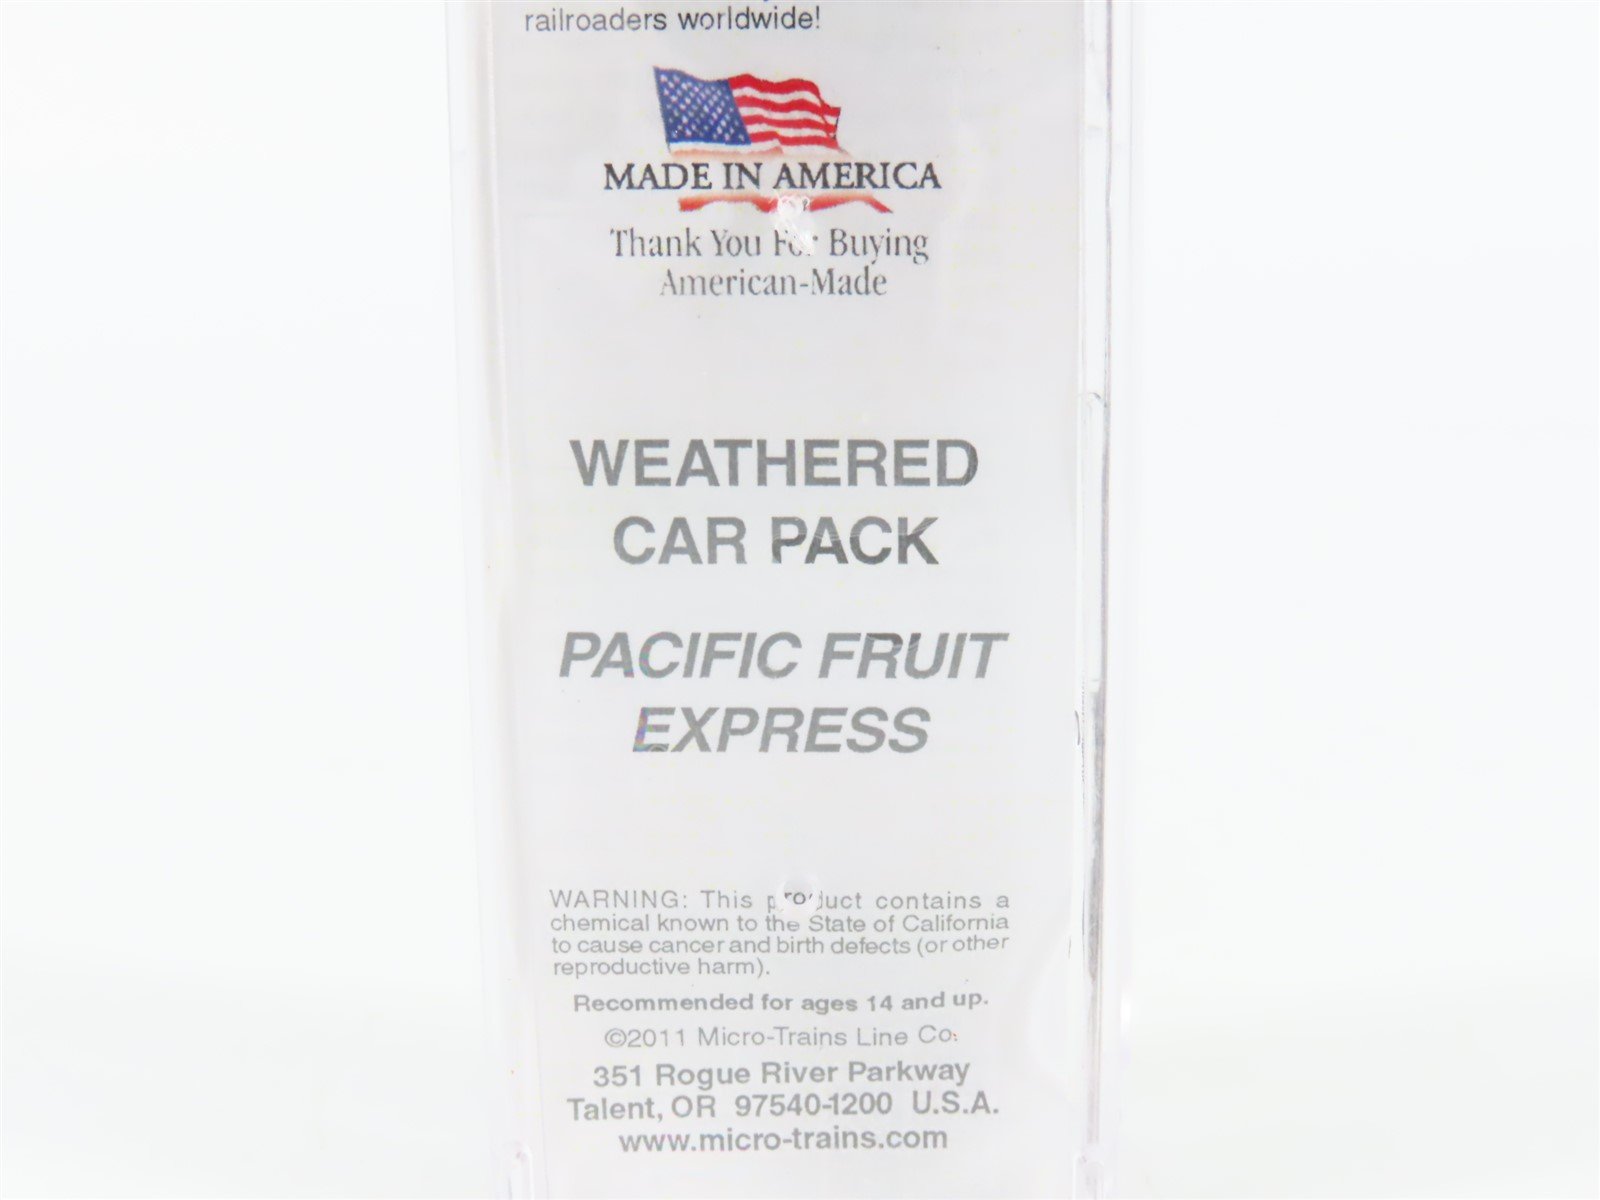 railroaders worldwide!
MADE IN AMERICA
Thank You For Buying
American-Made
WEATHERED
CAR PACK
PACIFIC FRUIT
EXPRESS
WARNING: This product contains a
chemical known to the State of California
to cause cancer and birth defects (or other
reproductive harm).
Recommended for ages 14 and up.
©2011 Micro-Trains Line Co.
351 Rogue River Parkway
Talent, OR 97540-1200 U.S.A.
www.micro-trains.com